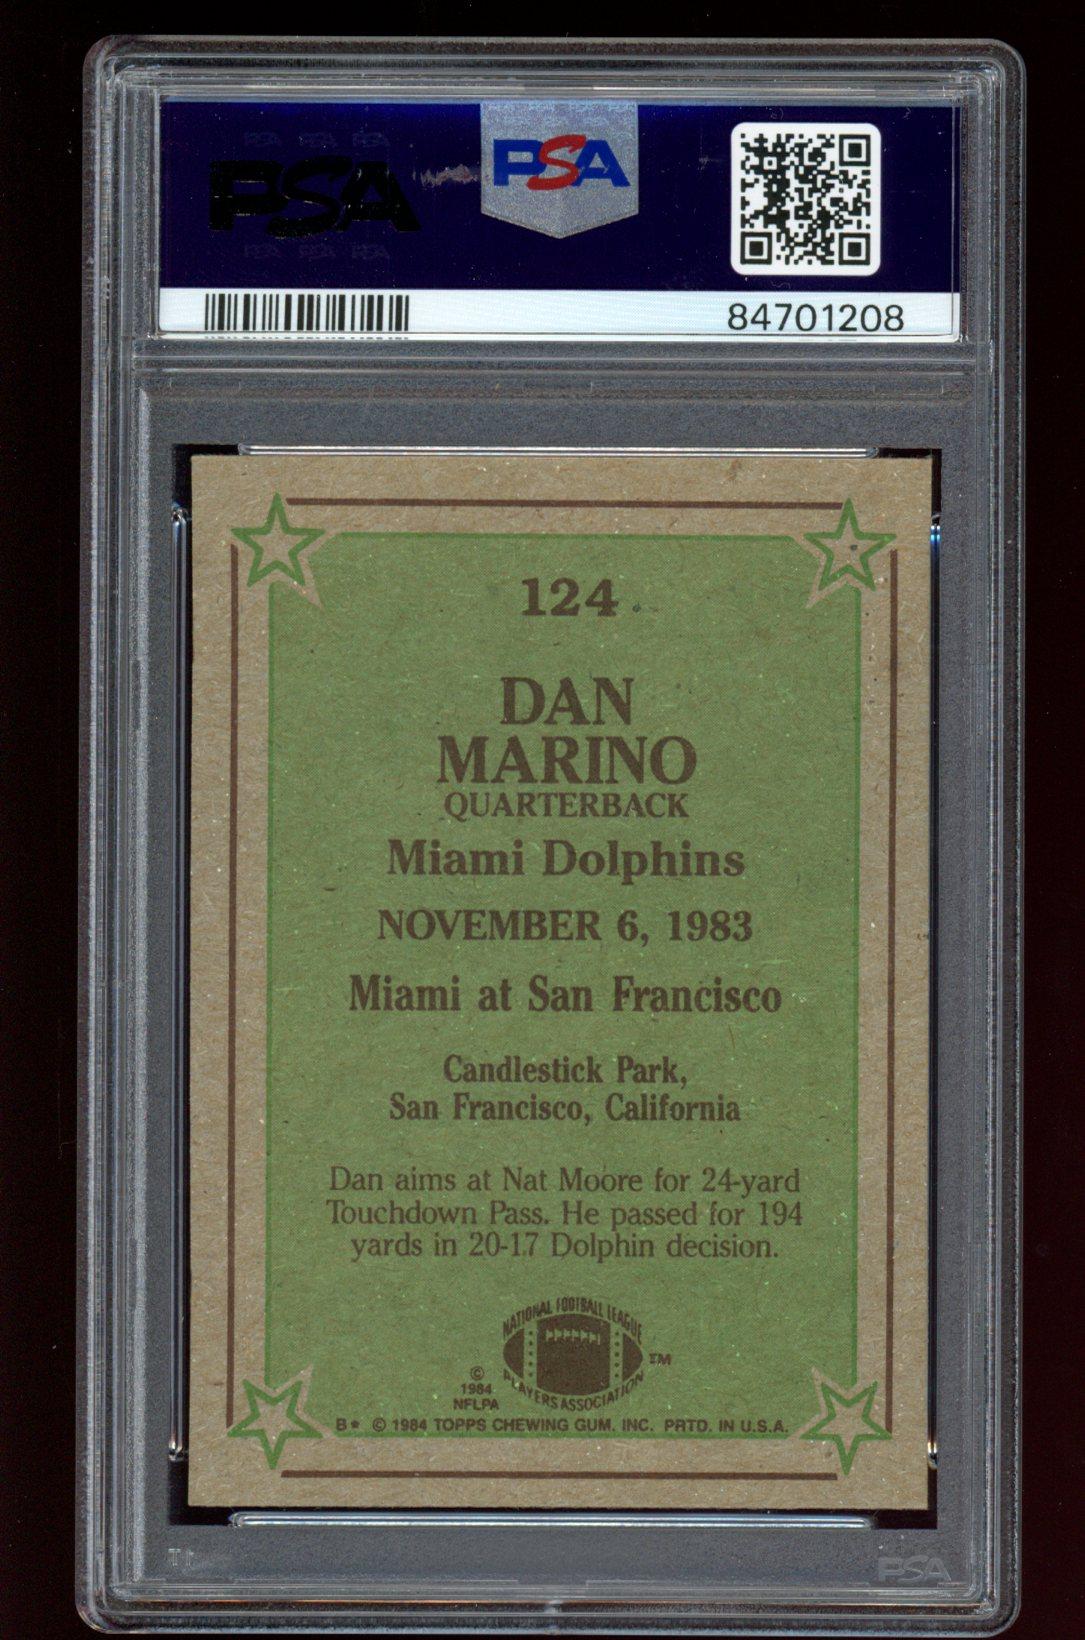 PSA
PSA
84701208
124
DAN
MARINO
QUARTERBACK
Miami Dolphins
NOVEMBER 6, 1983
Miami at San Francisco
Candlestick Park,
San Francisco, California
Dan aims at Nat Moore for 24-yard
Touchdown Pass. He passed for 194
yards in 20-17 Dolphin decision.
NATIONAL FOOTBALL LEAGUE
PLAYERS ASSOCIATION
TM
©
1984
NFLPA
B* © 1984 TOPPS CHEWING GUM, INC. PRTD. IN U.S.A.
PSA